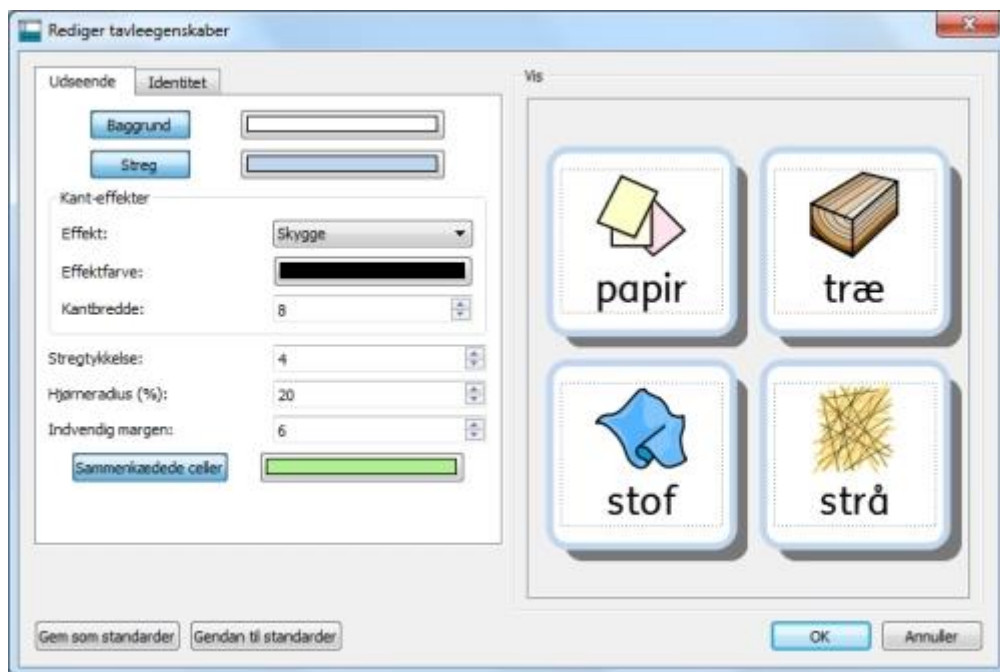 Rediger tavleegenskaber
Udseende Identitet
Baggrund
Streg
Kant-effekter
Effekt: Skygge
Effektfarve:
Kantbredde: 8
Stregtykkelse: 4
Hjørneradius (%): 20
Indvendig margen: 6
Sammenkædede celler
Vis
papir træ
stof strå
Gem som standarder Gendan til standarder OK Annuller